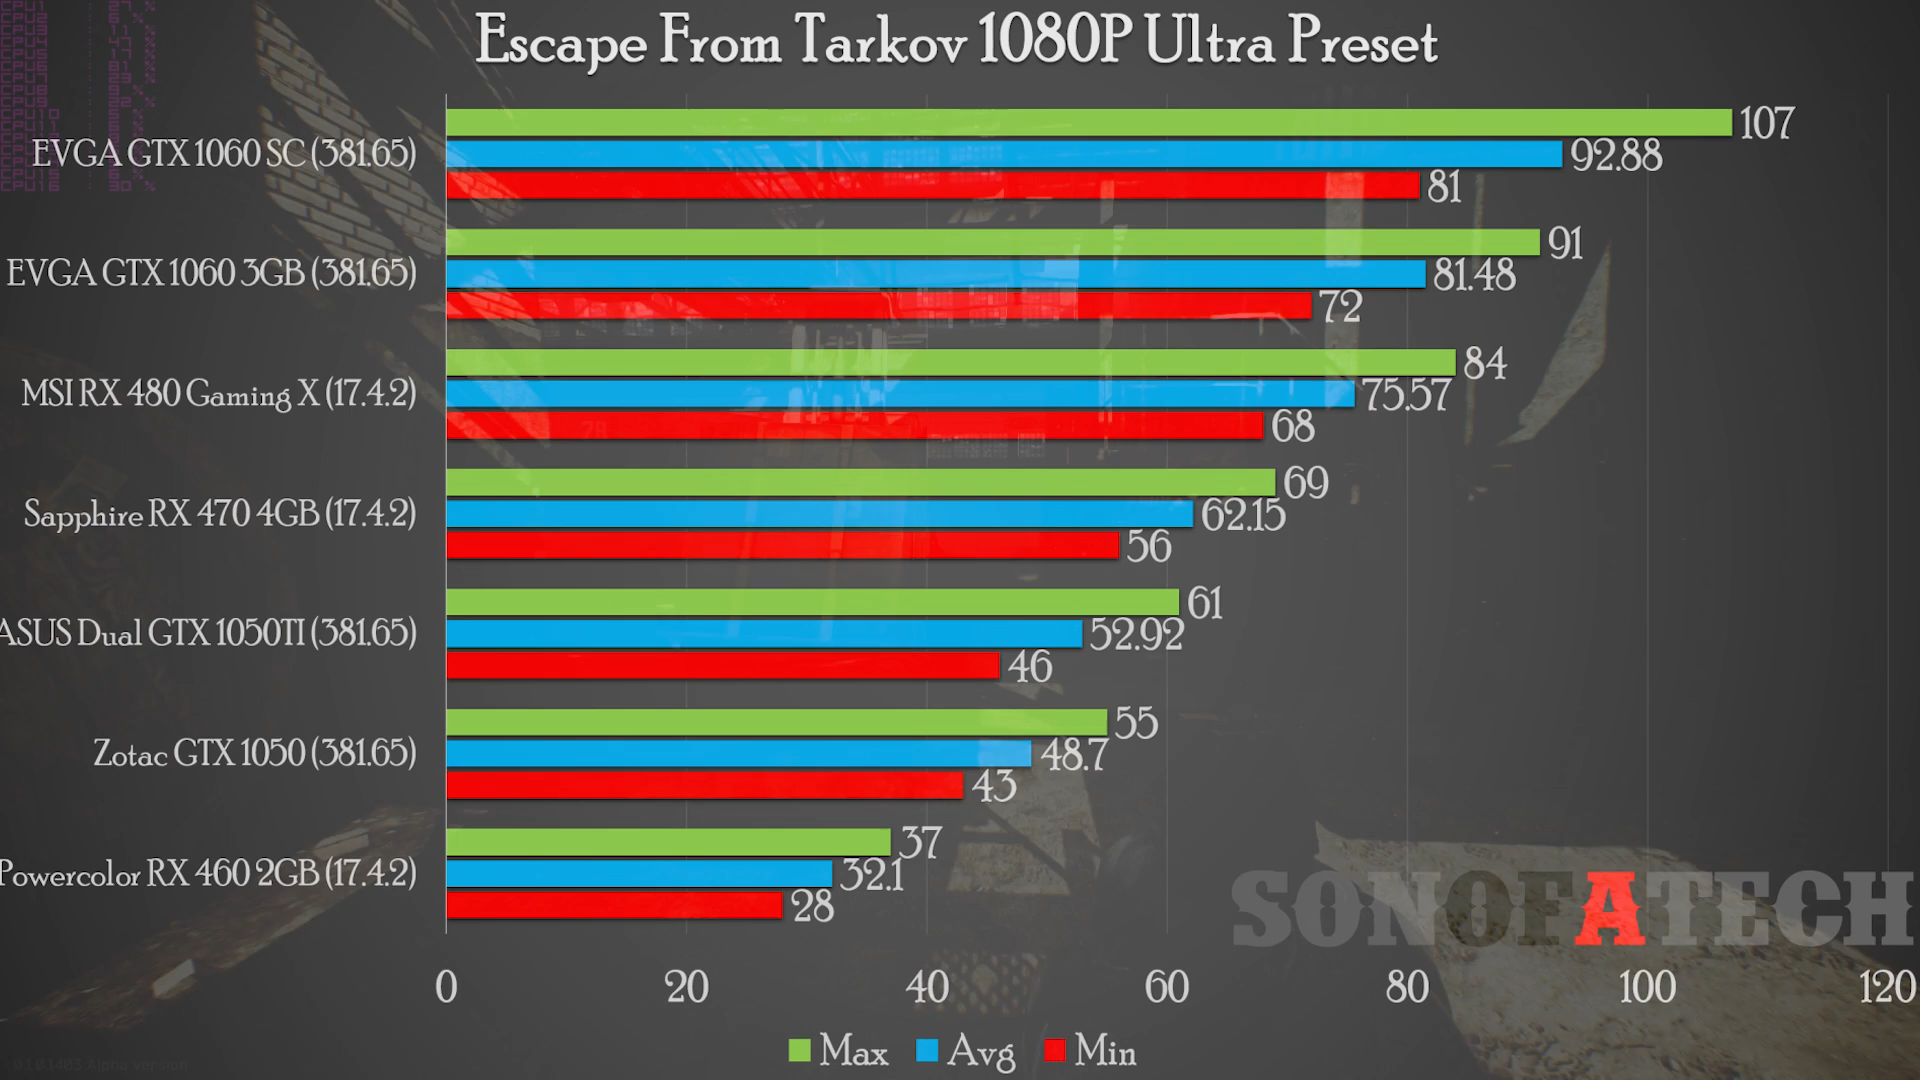 Escape From Tarkov 1080P Ultra Preset
107
EVGA GTX 1060 SC (381.65)
92.88
81
91
EVGA GTX 1060 3GB (381.65)
81.48
72
84
MSI RX 480 Gaming X (17.4.2)
75.57
68
69
Sapphire RX 470 4GB (17.4.2)
62.15
56
61
ASUS Dual GTX 1050TI (381.65)
52.92
46
55
Zotac GTX 1050 (381.65)
48.7
43
37
Powercolor RX 460 2GB (17.4.2)
32.1
28
SONOFATECH
0 20 40 60 80 100 120
Max Avg Min